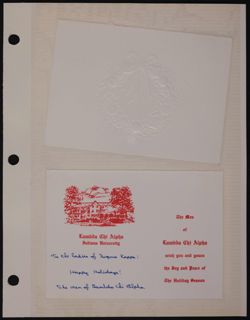 Lambda Chi Alpha
Indiana University
To the Ladies of Sigma Kappa:
Happy Holidays!
The Men of Lambda Chi Alpha
The Men
of
Lambda Chi Alpha
wish you and yours
the Joy and Peace of
The Holiday Season